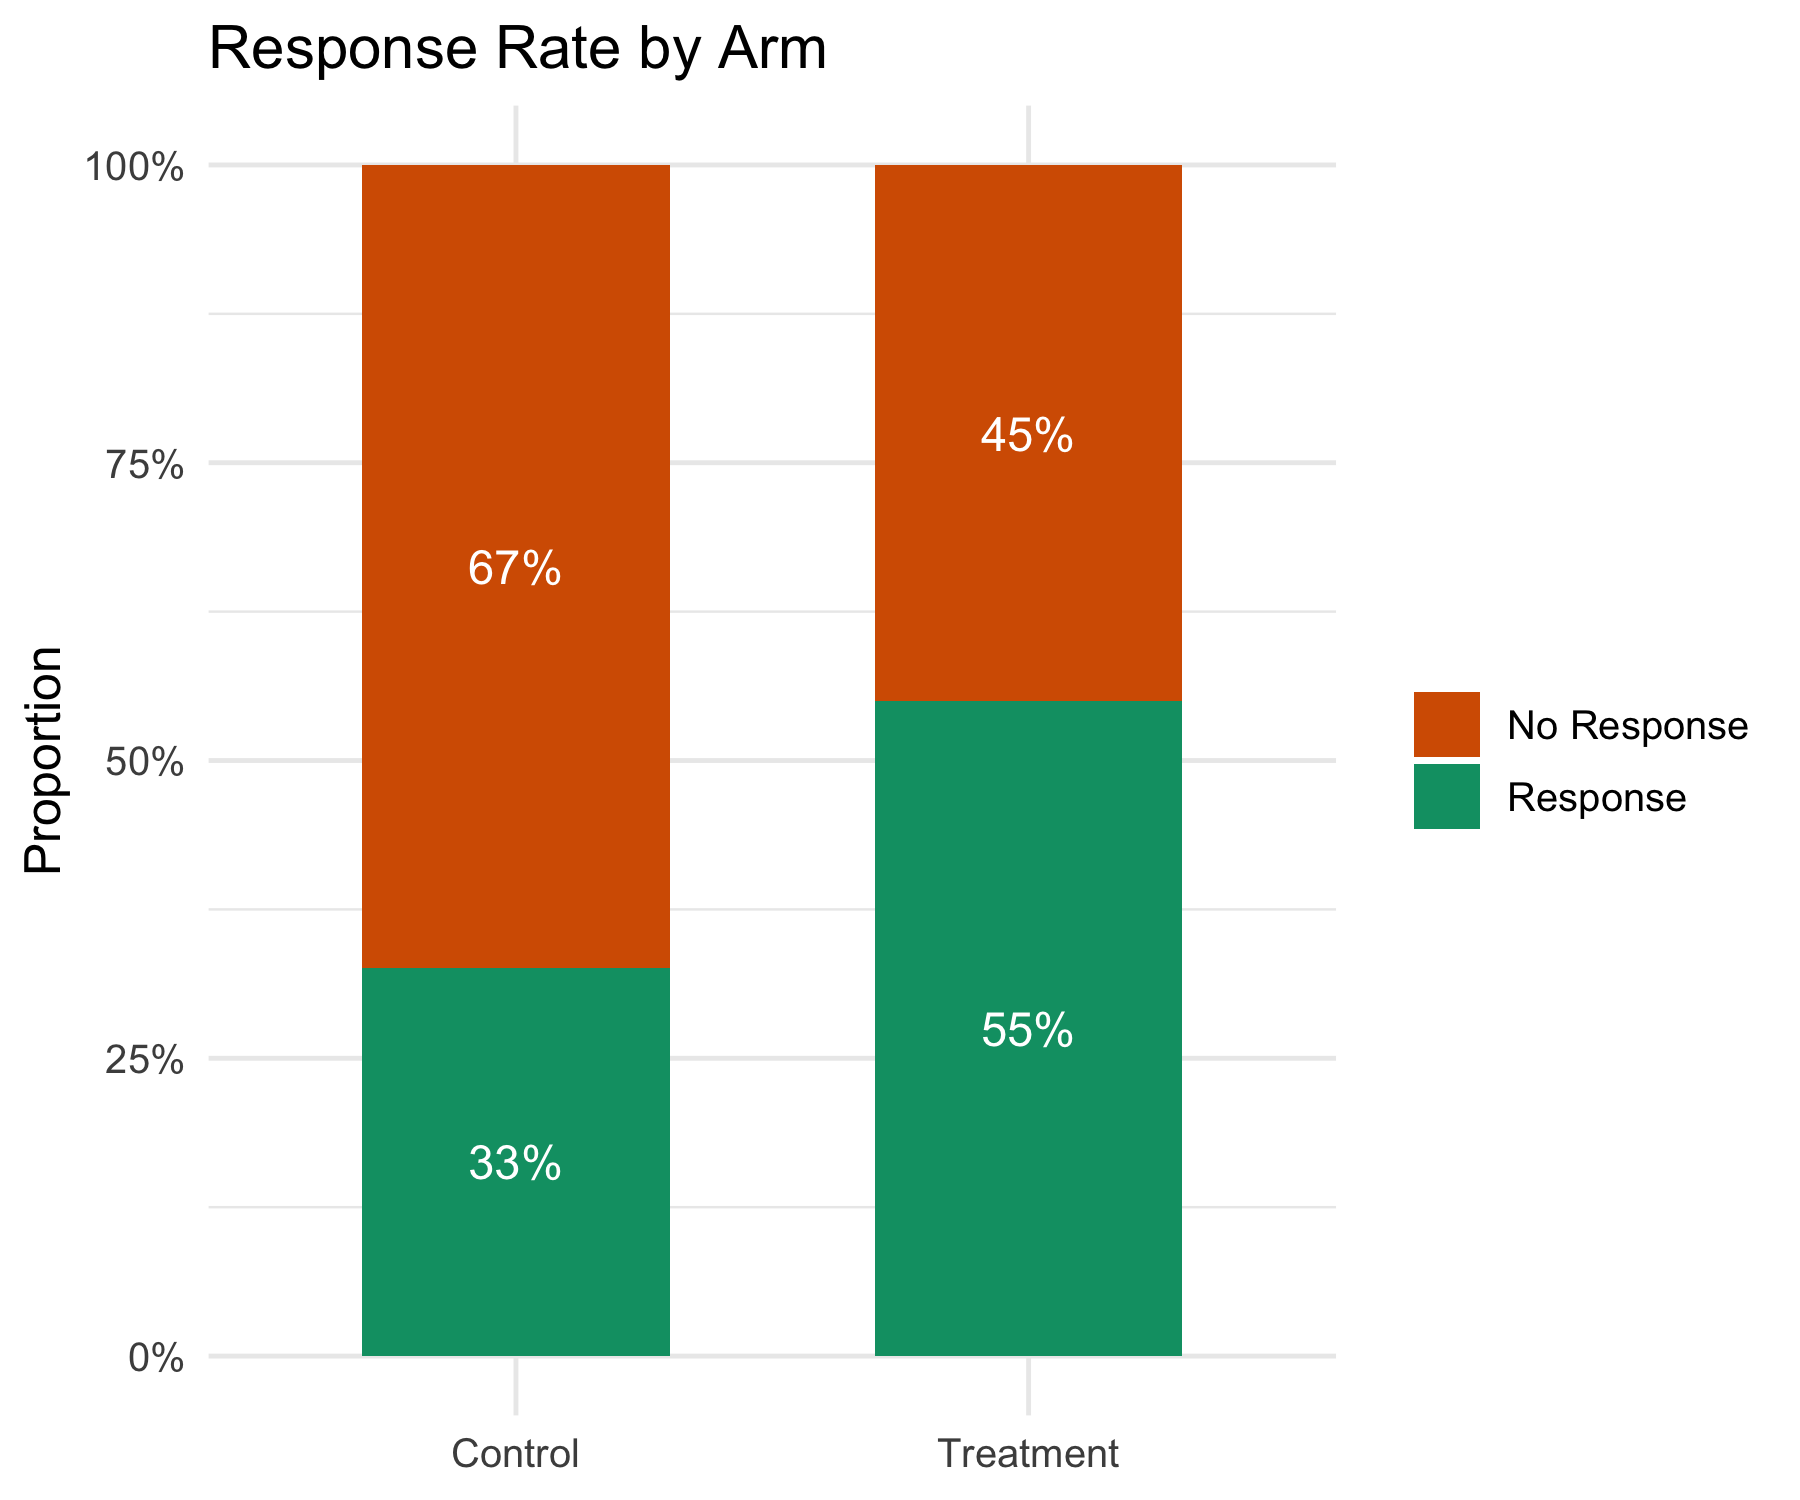 Response Rate by Arm
Proportion
100%
75%
50%
25%
0%
67%
33%
45%
55%
Control
Treatment
No Response
Response